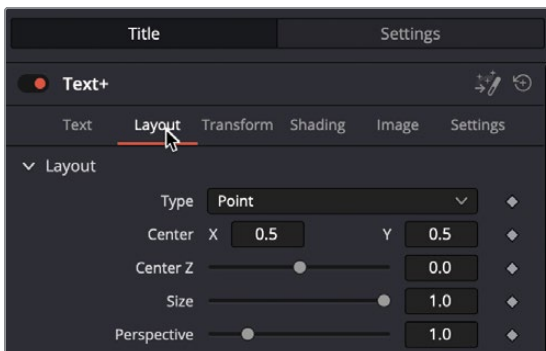 Title Settings
Text+
Text Layout Transform Shading Image Settings
Layout
Type Point
Center X 0.5 Y 0.5
Center Z 0.0
Size 1.0
Perspective 1.0